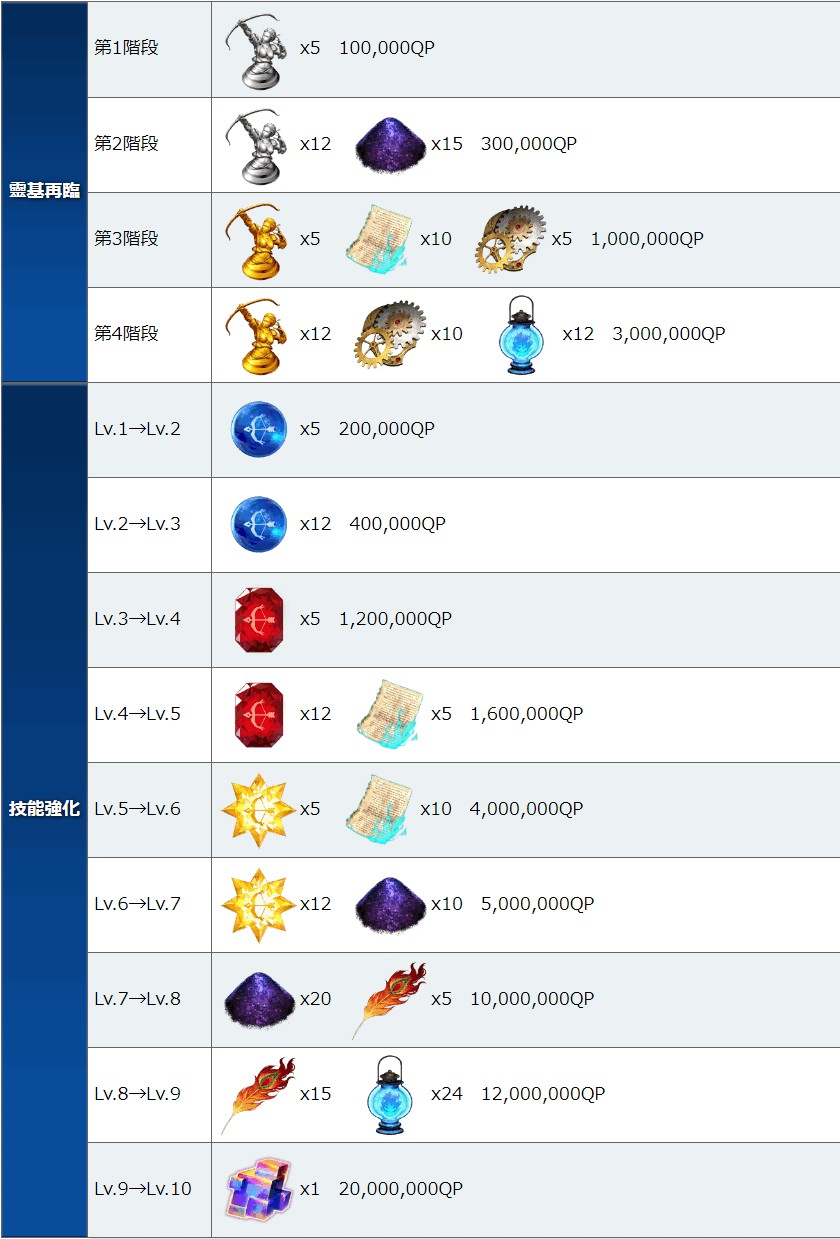 靈基再臨
第1階段 x5 100,000QP
第2階段 x12 x15 300,000QP
第3階段 x5 x10 x5 1,000,000QP
第4階段 x12 x10 x12 3,000,000QP
技能強化
Lv.1→Lv.2 x5 200,000QP
Lv.2→Lv.3 x12 400,000QP
Lv.3→Lv.4 x5 1,200,000QP
Lv.4→Lv.5 x12 x5 1,600,000QP
Lv.5→Lv.6 x5 x10 4,000,000QP
Lv.6→Lv.7 x12 x10 5,000,000QP
Lv.7→Lv.8 x20 x5 10,000,000QP
Lv.8→Lv.9 x15 x24 12,000,000QP
Lv.9→Lv.10 x1 20,000,000QP